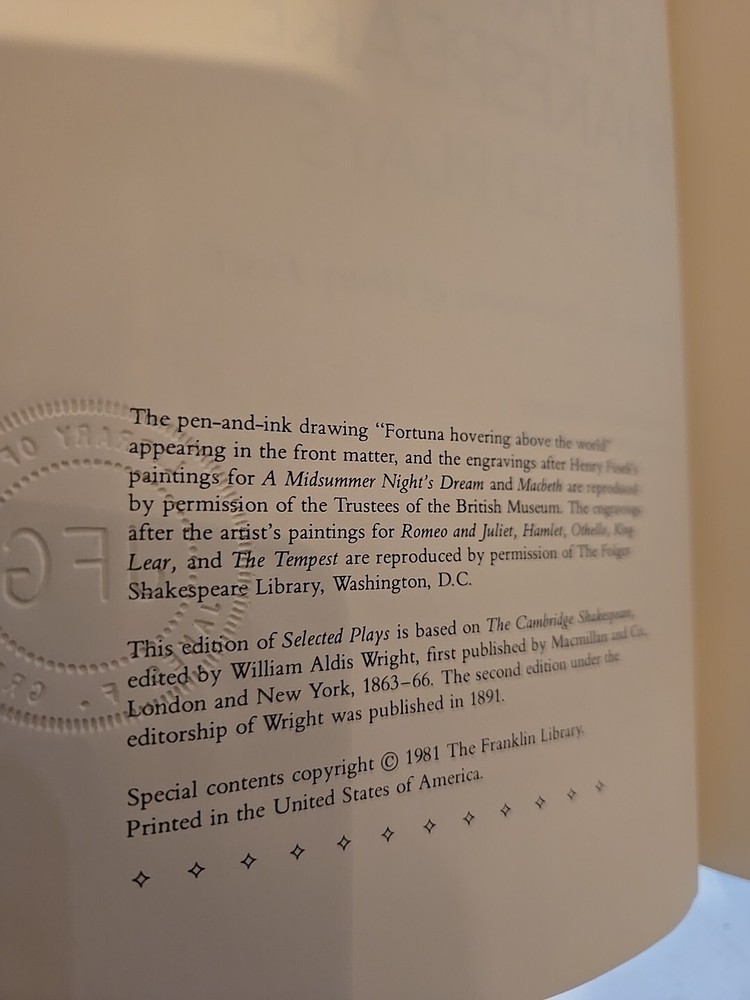 The pen-and-ink drawing “Fortuna hovering above the world”
appearing in the front matter, and the engravings after Henry Fuseli's
paintings for A Midsummer Night's Dream and Macbeth are reproduced
by permission of the Trustees of the British Museum. The engravings
after the artist's paintings for Romeo and Juliet, Hamlet, Othello, King
Lear, and The Tempest are reproduced by permission of The Folger
Shakespeare Library, Washington, D.C.
This edition of Selected Plays is based on The Cambridge Shakespeare,
edited by William Aldis Wright, first published by Macmillan and Co.,
London and New York, 1863–66. The second edition under the
editorship of Wright was published in 1891.
Special contents copyright © 1981 The Franklin Library.
Printed in the United States of America.